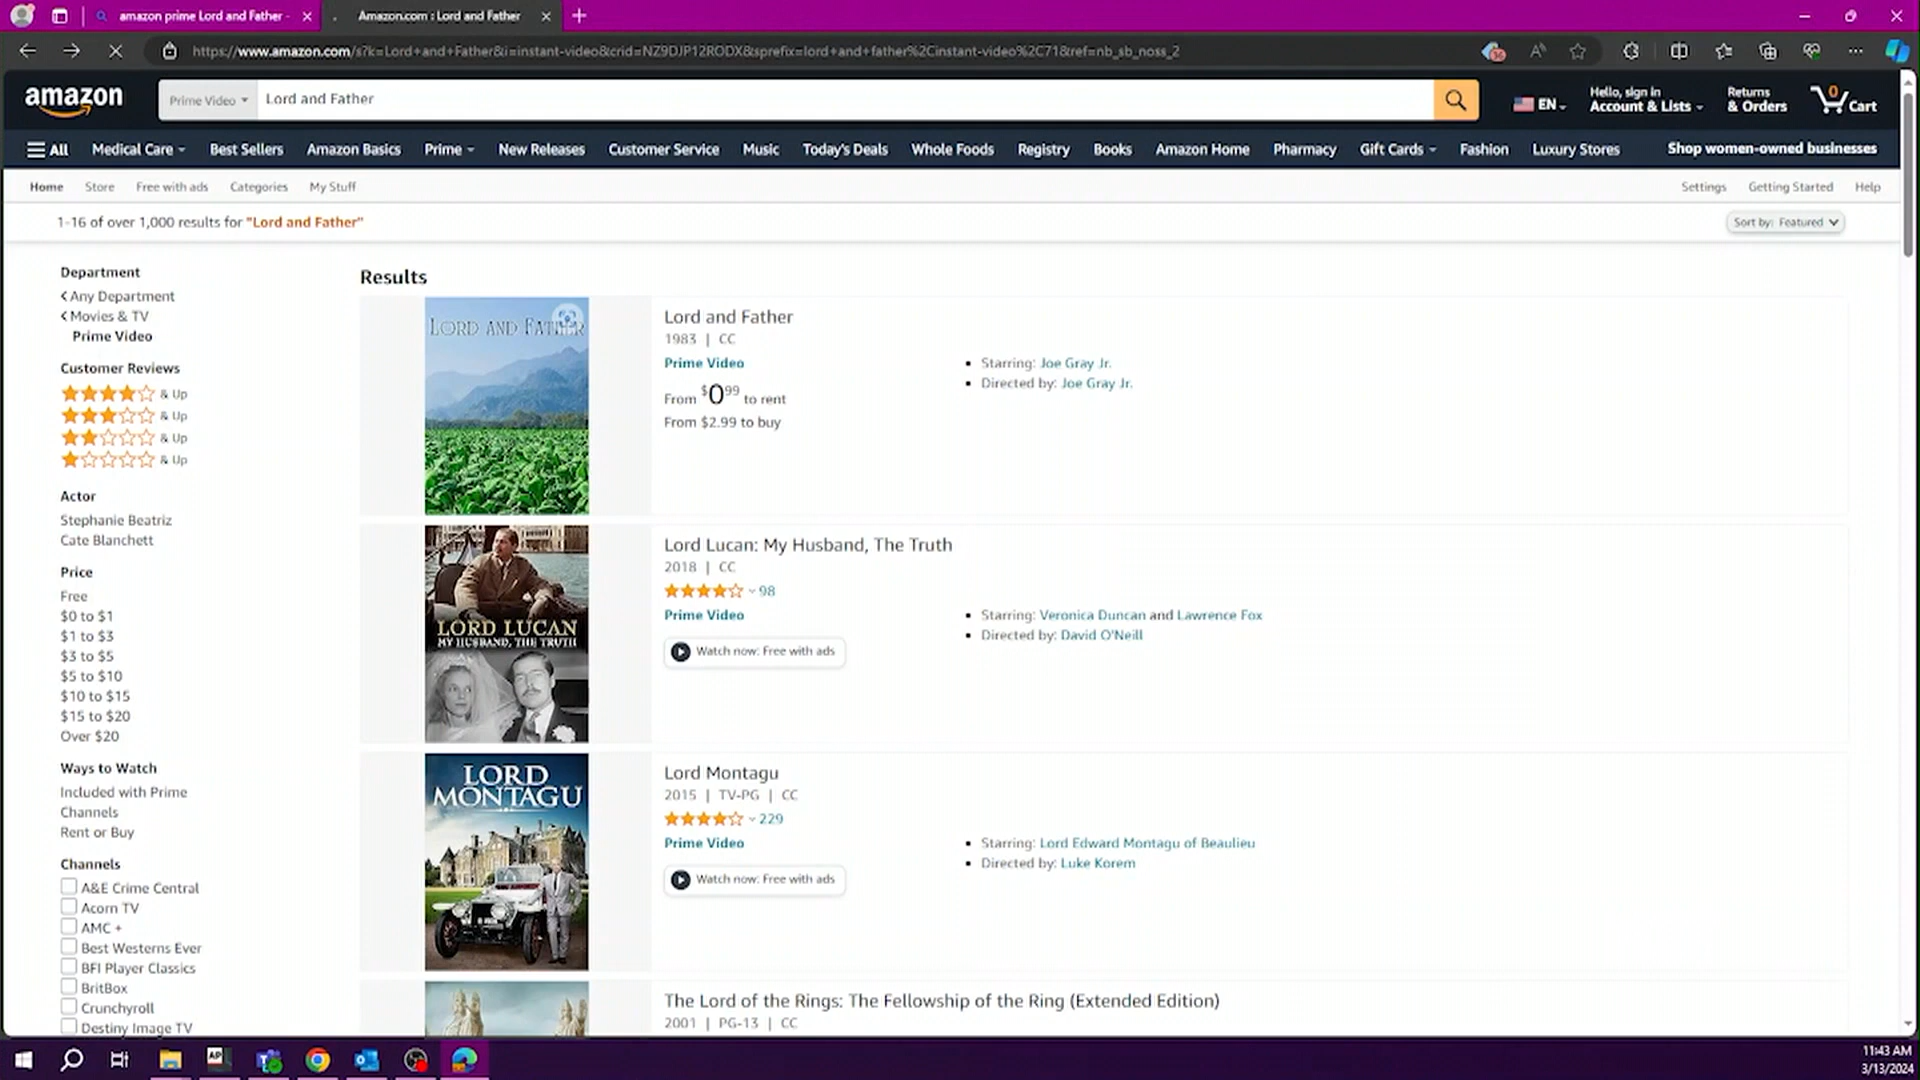 amazon prime Lord and Father -
Amazon.com : Lord and Father
https://www.amazon.com/s?k=Lord+and+Father&i=instant-video&crid=NZ9DJP12RODX&sprefix=lord+and+father%2Cinstant-video%2C71&ref=nb_sb_noss_2
amazon
Prime Video
Lord and Father
EN
Hello, sign in
Account & Lists
Returns
& Orders
0
Cart
All
Medical Care
Best Sellers
Amazon Basics
Prime
New Releases
Customer Service
Music
Today's Deals
Whole Foods
Registry
Books
Amazon Home
Pharmacy
Gift Cards
Fashion
Luxury Stores
Shop women-owned businesses
Home
Store
Free with ads
Categories
My Stuff
Settings
Getting Started
Help
1-16 of over 1,000 results for "Lord and Father"
Sort by: Featured
Department
Any Department
Movies & TV
Prime Video
Customer Reviews
& Up
& Up
& Up
& Up
Actor
Stephanie Beatriz
Cate Blanchett
Price
Free
$0 to $1
$1 to $3
$3 to $5
$5 to $10
$10 to $15
$15 to $20
Over $20
Ways to Watch
Included with Prime
Channels
Rent or Buy
Channels
A&E Crime Central
Acorn TV
AMC +
Best Westerns Ever
BFI Player Classics
BritBox
Crunchyroll
Destiny Image TV
Results
LORD AND FATHER
Lord and Father
1983 | CC
Prime Video
From $0.99 to rent
From $2.99 to buy
Starring: Joe Gray Jr.
Directed by: Joe Gray Jr.
LORD LUCAN
MY HUSBAND, THE TRUTH
Lord Lucan: My Husband, The Truth
2018 | CC
98
Prime Video
Watch now: Free with ads
Starring: Veronica Duncan and Lawrence Fox
Directed by: David O'Neill
LORD
MONTAGU
Lord Montagu
2015 | TV-PG | CC
229
Prime Video
Watch now: Free with ads
Starring: Lord Edward Montagu of Beaulieu
Directed by: Luke Korem
The Lord of the Rings: The Fellowship of the Ring (Extended Edition)
2001 | PG-13 | CC
AP
11:43 AM
3/13/2024